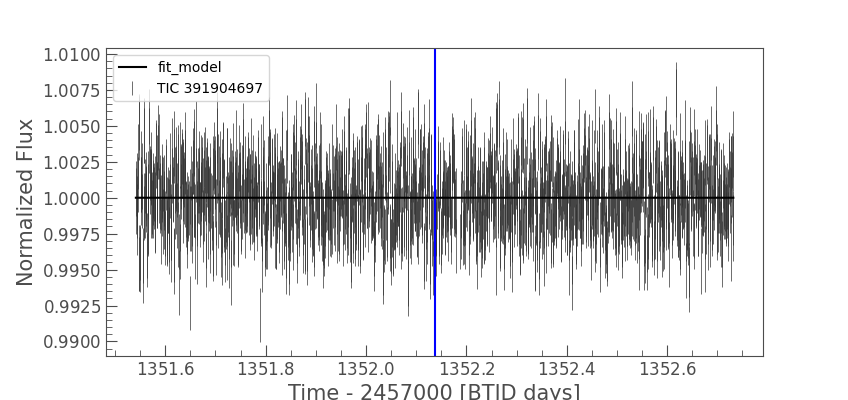 1.0100
1.0075
1.0050
1.0025
1.0000
0.9975
0.9950
0.9925
0.9900
Normalized Flux
fit_model
TIC 391904697
1351.6 1351.8 1352.0 1352.2 1352.4 1352.6
Time - 2457000 [BTJD days]